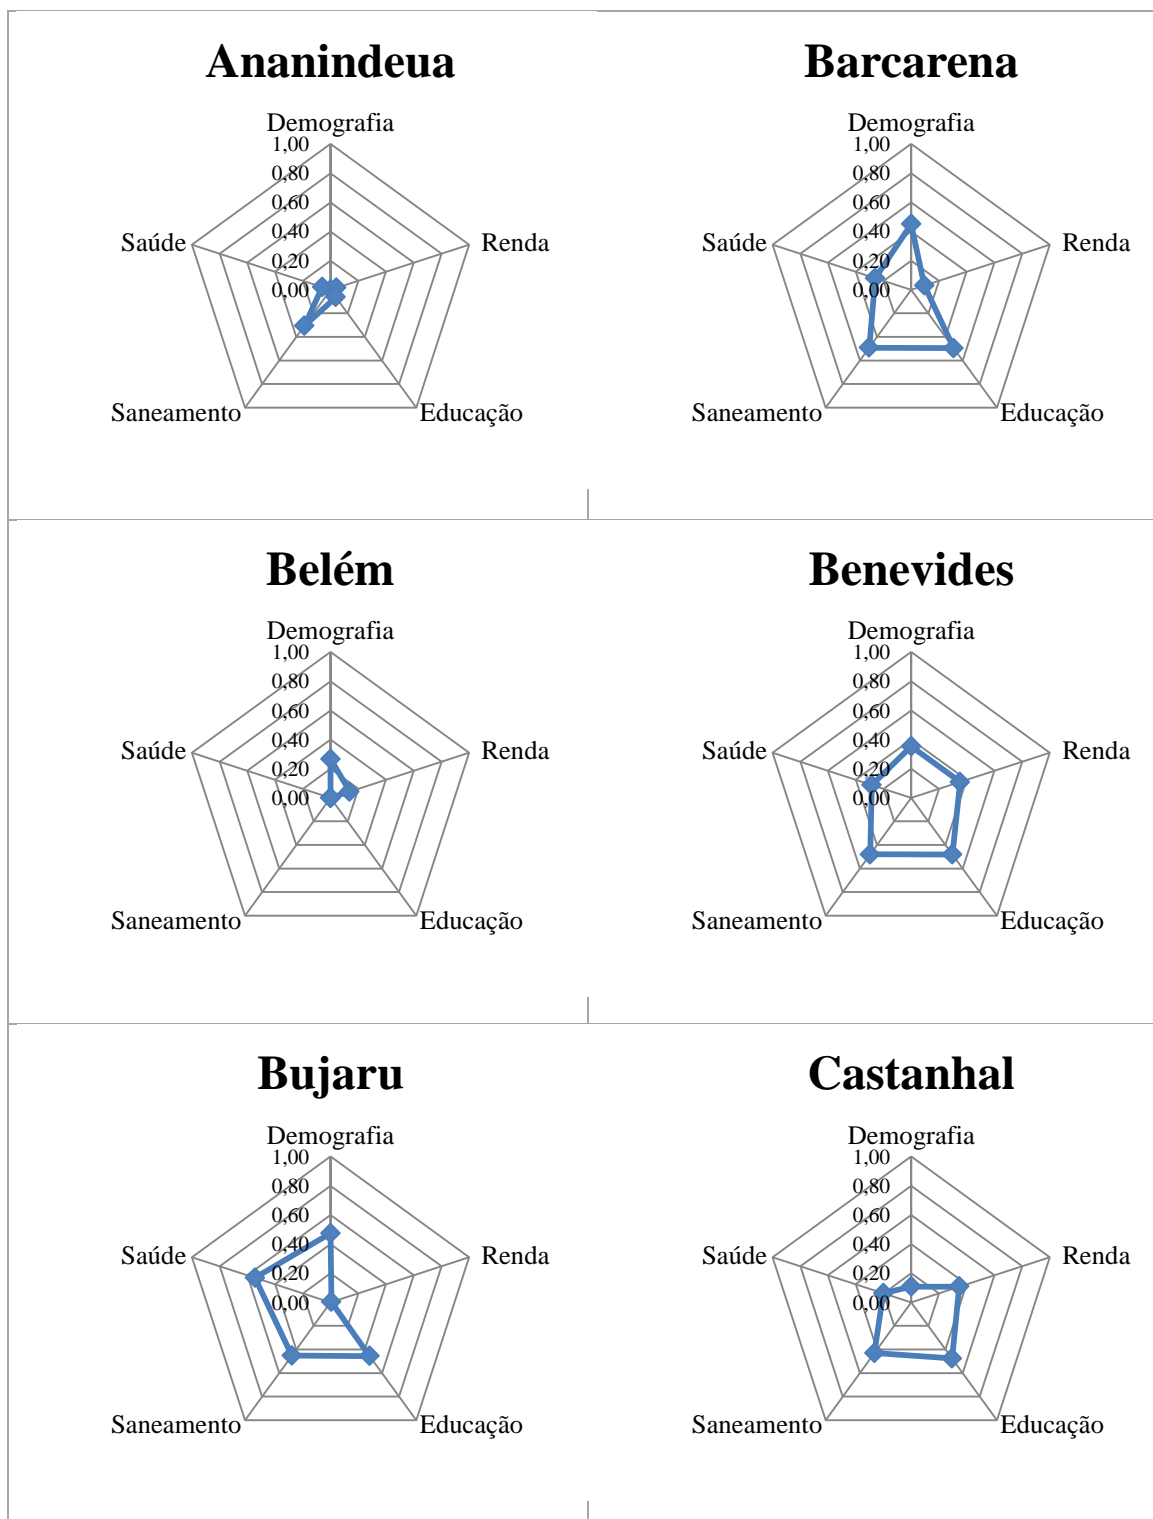 Ananindeua
Demografia
1,00
0,80
0,60
0,40
0,20
0,00
Saúde
Renda
Saneamento
Educação
Barcarena
Demografia
1,00
0,80
0,60
0,40
0,20
0,00
Saúde
Renda
Saneamento
Educação
Belém
Demografia
1,00
0,80
0,60
0,40
0,20
0,00
Saúde
Renda
Saneamento
Educação
Benevides
Demografia
1,00
0,80
0,60
0,40
0,20
0,00
Saúde
Renda
Saneamento
Educação
Bujaru
Demografia
1,00
0,80
0,60
0,40
0,20
0,00
Saúde
Renda
Saneamento
Educação
Castanhal
Demografia
1,00
0,80
0,60
0,40
0,20
0,00
Saúde
Renda
Saneamento
Educação